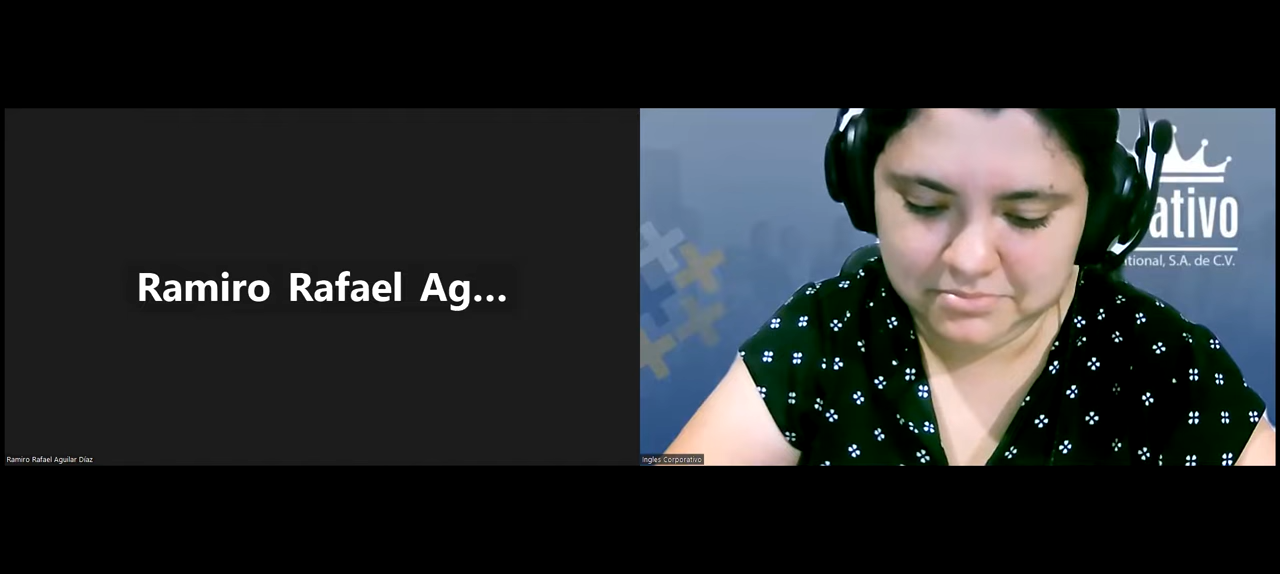 Ramiro Rafael Ag...
Ramiro Rafael Aguilar Díaz
ativo
tional, S.A. de C.V.
Ingles Corporativo